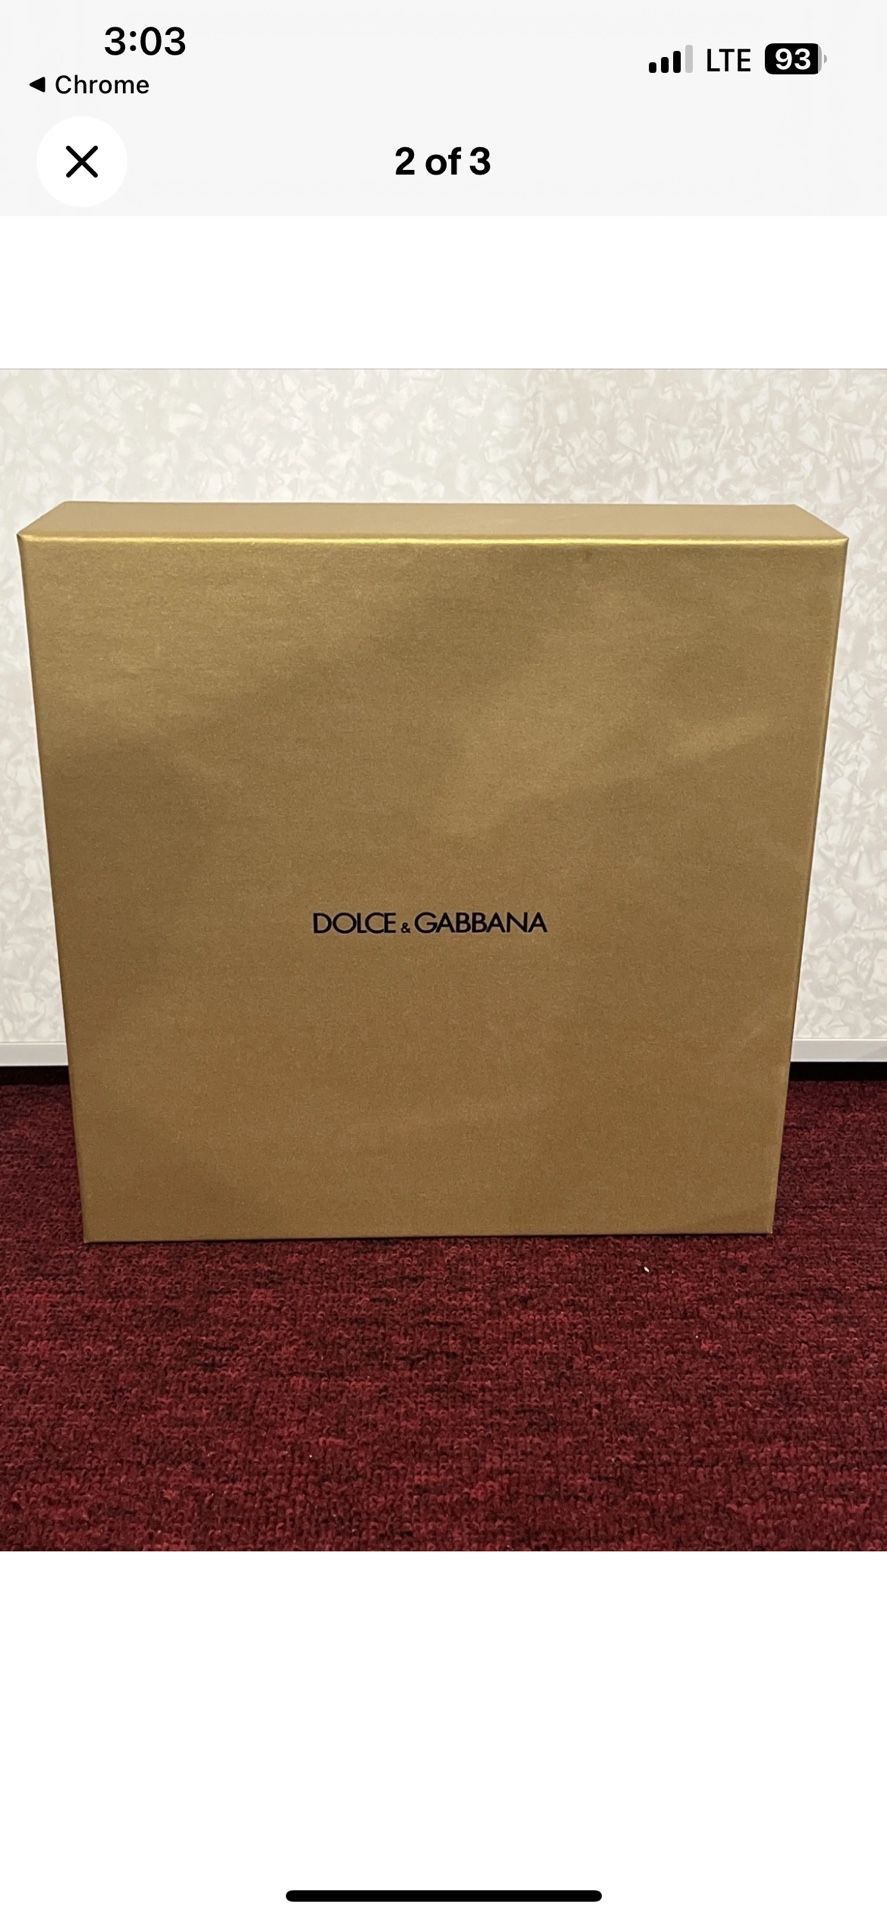 3:03
LTE 93
◀ Chrome
2 of 3
DOLCE & GABBANA